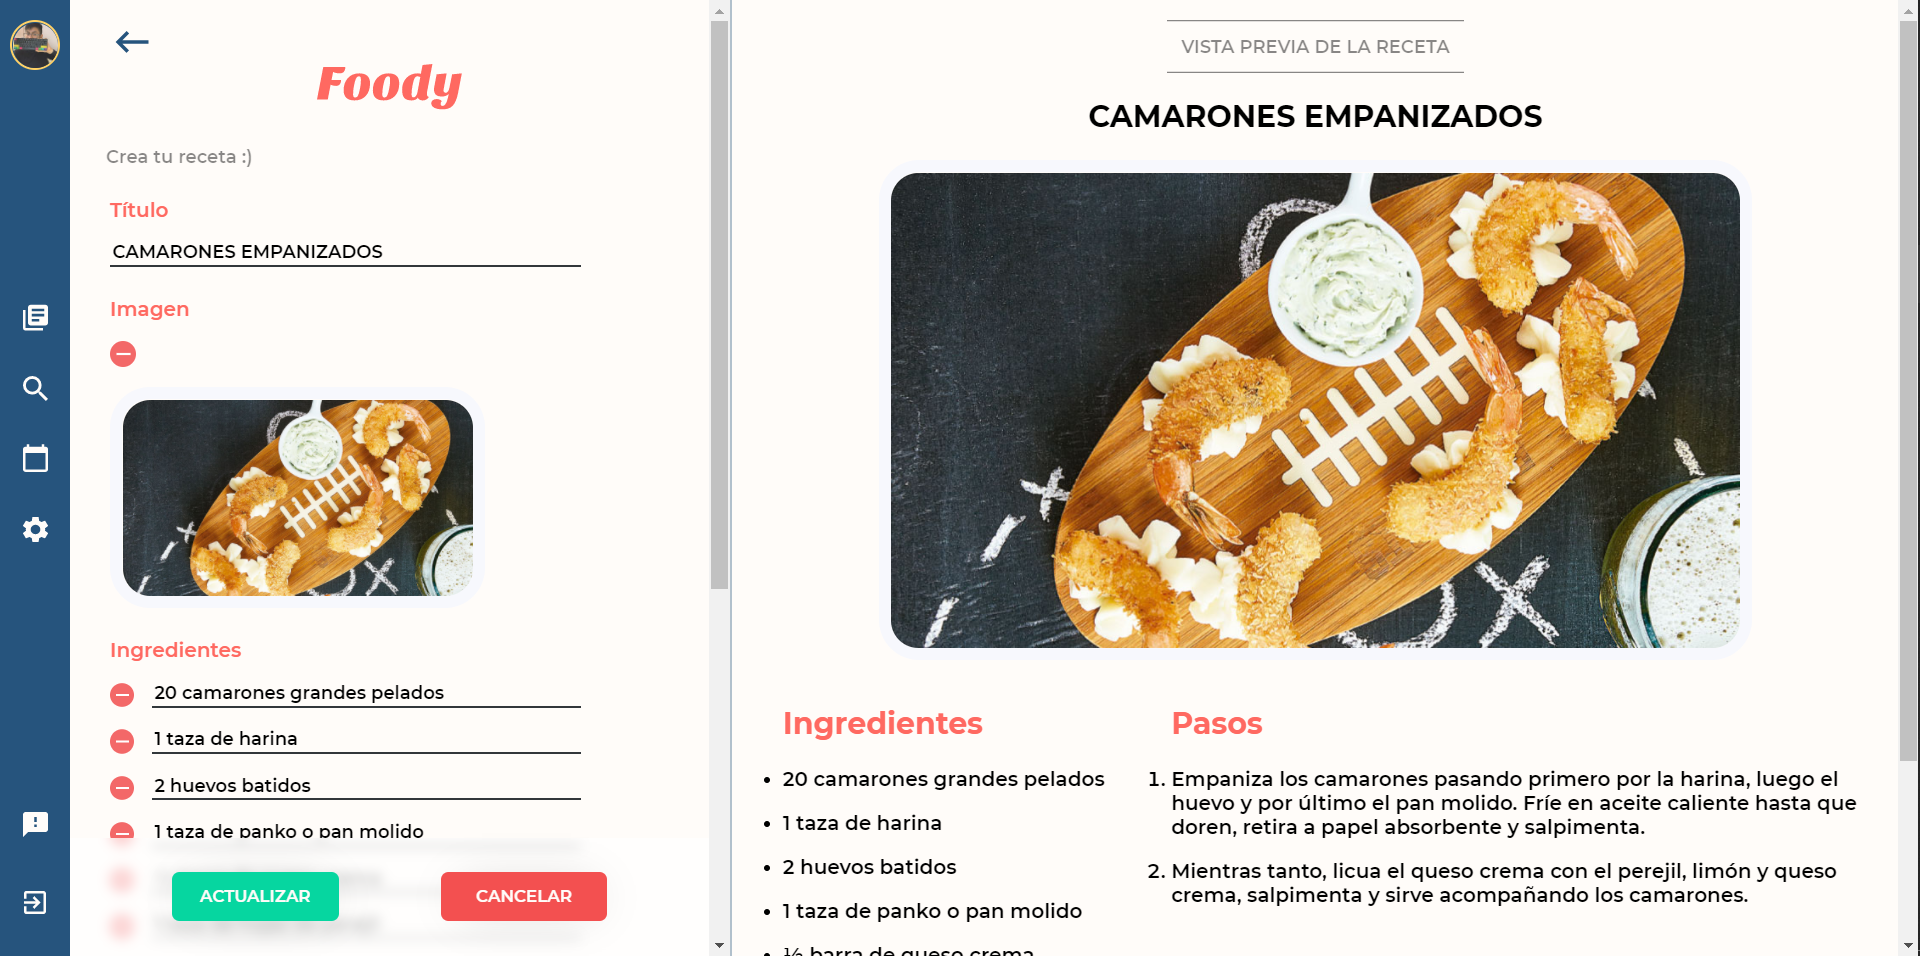 Foody
Crea tu receta :)
Título
CAMARONES EMPANIZADOS
Imagen
Ingredientes
20 camarones grandes pelados
1 taza de harina
2 huevos batidos
1 taza de panko o pan molido
ACTUALIZAR
CANCELAR
VISTA PREVIA DE LA RECETA
CAMARONES EMPANIZADOS
Ingredientes
20 camarones grandes pelados
1 taza de harina
2 huevos batidos
1 taza de panko o pan molido
½ barra de queso crema
Pasos
1. Empaniza los camarones pasando primero por la harina, luego el
huevo y por último el pan molido. Fríe en aceite caliente hasta que
doren, retira a papel absorbente y salpimenta.
2. Mientras tanto, licua el queso crema con el perejil, limón y queso
crema, salpimenta y sirve acompañando los camarones.